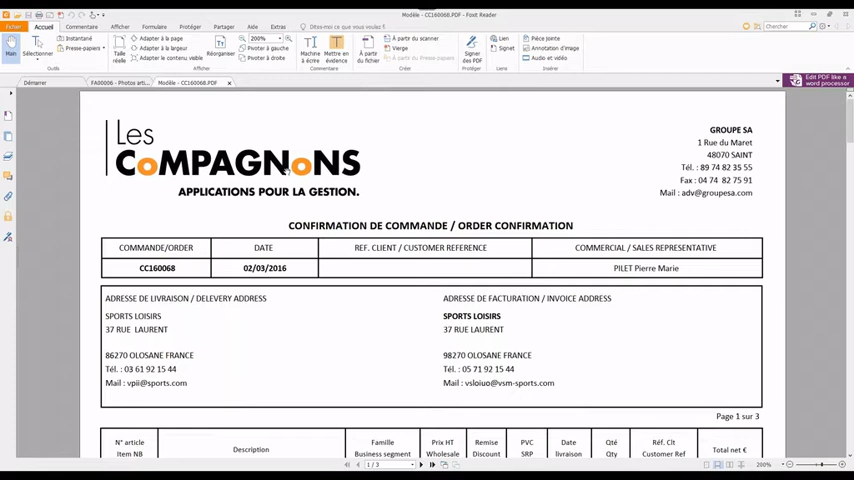 Modèle - CC160068.PDF - Foxit Reader
Fichier Accueil Commentaire Affichage Formulaire Protéger Partager Aide Extras Dites-moi ce que vous voulez f Chercher
Main
Sélectionner
Instantané
Presse-papiers
Outils
Taille réelle
Adapter à la page
Adapter à la largeur
Adapter le contenu visible
Réorganiser
200%
Pivoter à gauche
Pivoter à droite
Afficher
Machine à écrire
Mettre en évidence
Commentaire
À partir du fichier
À partir du scanner
Vierge
À partir du Presse-papiers
Créer
Signer des PDF
Protéger
Lien
Signet
Pièce jointe
Annotation d'image
Audio et vidéo
Insérer
Démarrer FA00006 - Photos arti... Modèle - CC160068.PDF
Edit PDF like a word processor
Les
CoMPAGNoNS
APPLICATIONS POUR LA GESTION.
GROUPE SA
1 Rue du Maret
48070 SAINT
Tél. : 89 74 82 35 55
Fax : 04 74 82 75 91
Mail : adv@groupesa.com
CONFIRMATION DE COMMANDE / ORDER CONFIRMATION
COMMANDE/ORDER DATE REF. CLIENT / CUSTOMER REFERENCE COMMERCIAL / SALES REPRESENTATIVE
CC160068 02/03/2016 PILET Pierre Marie
ADRESSE DE LIVRAISON / DELEVERY ADDRESS
SPORTS LOISIRS
37 RUE LAURENT
86270 OLOSANE FRANCE
Tél. : 03 61 92 15 44
Mail : vpii@sports.com
ADRESSE DE FACTURATION / INVOICE ADDRESS
SPORTS LOISIRS
37 RUE LAURENT
98270 OLOSANE FRANCE
Tél. : 05 71 92 15 44
Mail : vsloiuo@vsm-sports.com
Page 1 sur 3
N° article Description Famille Prix HT Remise PVC Date Qté Réf. Clt Total net €
Item NB Business segment Wholesale Discount SRP livraison Qty Customer Ref
1 / 3 200%